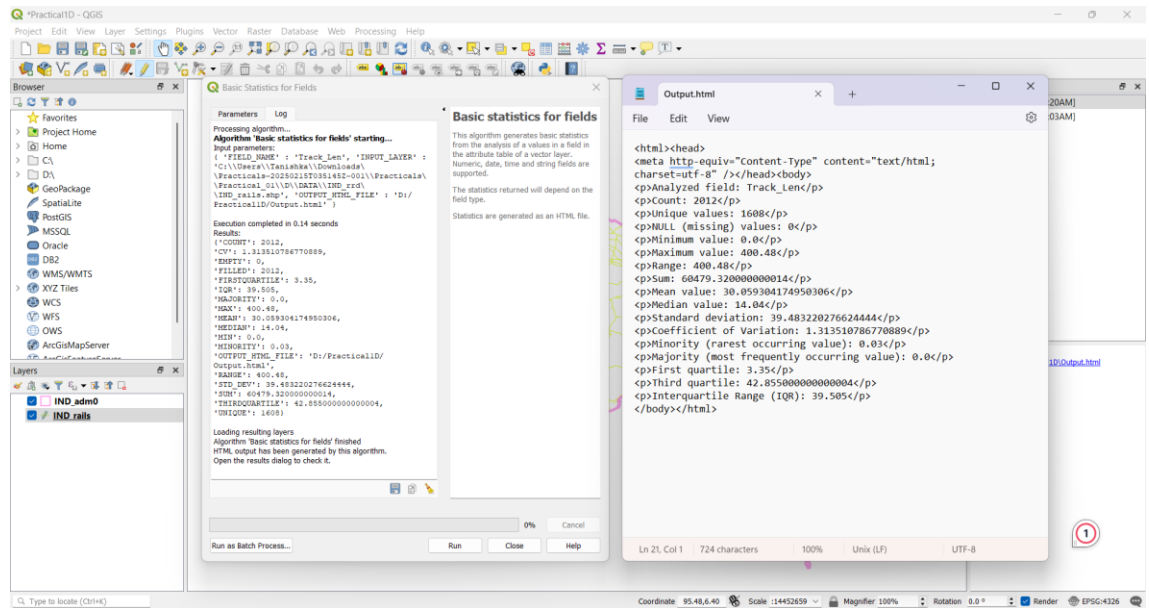 *Practical1D - QGIS
Project Edit View Layer Settings Plugins Vector Raster Database Web Processing Help
Browser
Favorites
Project Home
Home
C:\
D:\
GeoPackage
SpatiaLite
PostGIS
MSSQL
Oracle
DB2
WMS/WMTS
XYZ Tiles
WCS
WFS
OWS
ArcGisMapServer
ArcGisFeatureServer
Layers
IND_adm0
IND_rails
Basic Statistics for Fields
Parameters Log
Processing algorithm...
Algorithm 'Basic statistics for fields' starting...
Input parameters:
{ 'FIELD_NAME' : 'Track_Len', 'INPUT_LAYER' :
'C:\\Users\\Tanishka\\Downloads\
\Practicals-20250215T035145Z-001\\Practicals\
\Practical_01\\D\\DATA\\IND_rrd\
\IND_rails.shp', 'OUTPUT_HTML_FILE' : 'D:/
Practical1D/Output.html' }
Execution completed in 0.14 seconds
Results:
{'COUNT': 2012,
'CV': 1.313510786770889,
'EMPTY': 0,
'FILLED': 2012,
'FIRSTQUARTILE': 3.35,
'IQR': 39.505,
'MAJORITY': 0.0,
'MAX': 400.48,
'MEAN': 30.059304174950306,
'MEDIAN': 14.04,
'MIN': 0.0,
'MINORITY': 0.03,
'OUTPUT_HTML_FILE': 'D:/Practical1D/
Output.html',
'RANGE': 400.48,
'STD_DEV': 39.483220276624444,
'SUM': 60479.320000000014,
'THIRDQUARTILE': 42.855000000000004,
'UNIQUE': 1608}
Loading resulting layers
Algorithm 'Basic statistics for fields' finished
HTML output has been generated by this algorithm.
Open the results dialog to check it.
Basic statistics for fields
This algorithm generates basic statistics
from the analysis of a values in a field in
the attribute table of a vector layer.
Numeric, date, time and string fields are
supported.
The statistics returned will depend on the
field type.
Statistics are generated as an HTML file.
0% Cancel
Run as Batch Process... Run Close Help
Output.html
File Edit View
<html><head>
<meta http-equiv="Content-Type" content="text/html;
charset=utf-8" /></head><body>
<p>Analyzed field: Track_Len</p>
<p>Count: 2012</p>
<p>Unique values: 1608</p>
<p>NULL (missing) values: 0</p>
<p>Minimum value: 0.0</p>
<p>Maximum value: 400.48</p>
<p>Range: 400.48</p>
<p>Sum: 60479.320000000014</p>
<p>Mean value: 30.059304174950306</p>
<p>Median value: 14.04</p>
<p>Standard deviation: 39.483220276624444</p>
<p>Coefficient of Variation: 1.313510786770889</p>
<p>Minority (rarest occurring value): 0.03</p>
<p>Majority (most frequently occurring value): 0.0</p>
<p>First quartile: 3.35</p>
<p>Third quartile: 42.855000000000004</p>
<p>Interquartile Range (IQR): 39.505</p>
</body></html>
Ln 21, Col 1 724 characters 100% Unix (LF) UTF-8
:20AM]
:03AM]
1D\Output.html
1
Type to locate (Ctrl+K)
Coordinate 95.48,6.40 Scale :14452659 Magnifier 100% Rotation 0.0 ° Render EPSG:4326